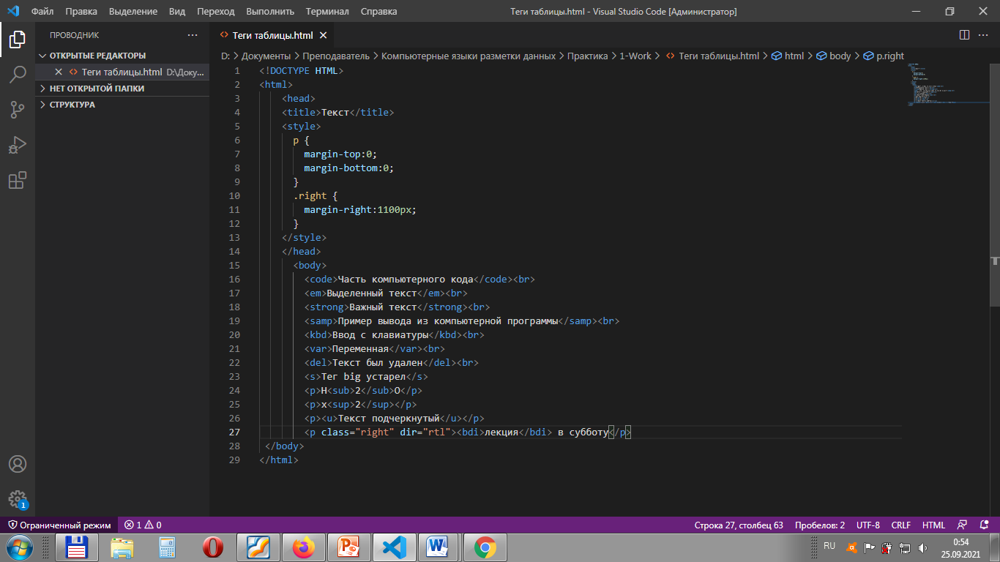 Файл Правка Выделение Вид Переход Выполнить Терминал Справка Теги таблицы.html - Visual Studio Code [Администратор]
ПРОВОДНИК
ОТКРЫТЫЕ РЕДАКТОРЫ
Теги таблицы.html D:\Доку...
НЕТ ОТКРЫТОЙ ПАПКИ
СТРУКТУРА
Теги таблицы.html
D: > Документы > Преподаватель > Компьютерные языки разметки данных > Практика > 1-Work > Теги таблицы.html > html > body > p.right
1 <!DOCTYPE HTML>
2 <html>
3 <head>
4 <title>Текст</title>
5 <style>
6 p {
7 margin-top:0;
8 margin-bottom:0;
9 }
10 .right {
11 margin-right:1100px;
12 }
13 </style>
14 </head>
15 <body>
16 <code>Часть компьютерного кода</code><br>
17 <em>Выделенный текст</em><br>
18 <strong>Важный текст</strong><br>
19 <samp>Пример вывода из компьютерной программы</samp><br>
20 <kbd>Ввод с клавиатуры</kbd><br>
21 <var>Переменная</var><br>
22 <del>Текст был удален</del><br>
23 <s>Тег big устарел</s>
24 <p>H<sub>2</sub>O</p>
25 <p>x<sup>2</sup></p>
26 <p><u>Текст подчеркнутый</u></p>
27 <p class="right" dir="rtl"><bdi>лекция</bdi> в субботу</p>
28 </body>
29 </html>
1
Ограниченный режим 1 0 Строка 27, столбец 63 Пробелов: 2 UTF-8 CRLF HTML
RU 0:54
25.09.2021